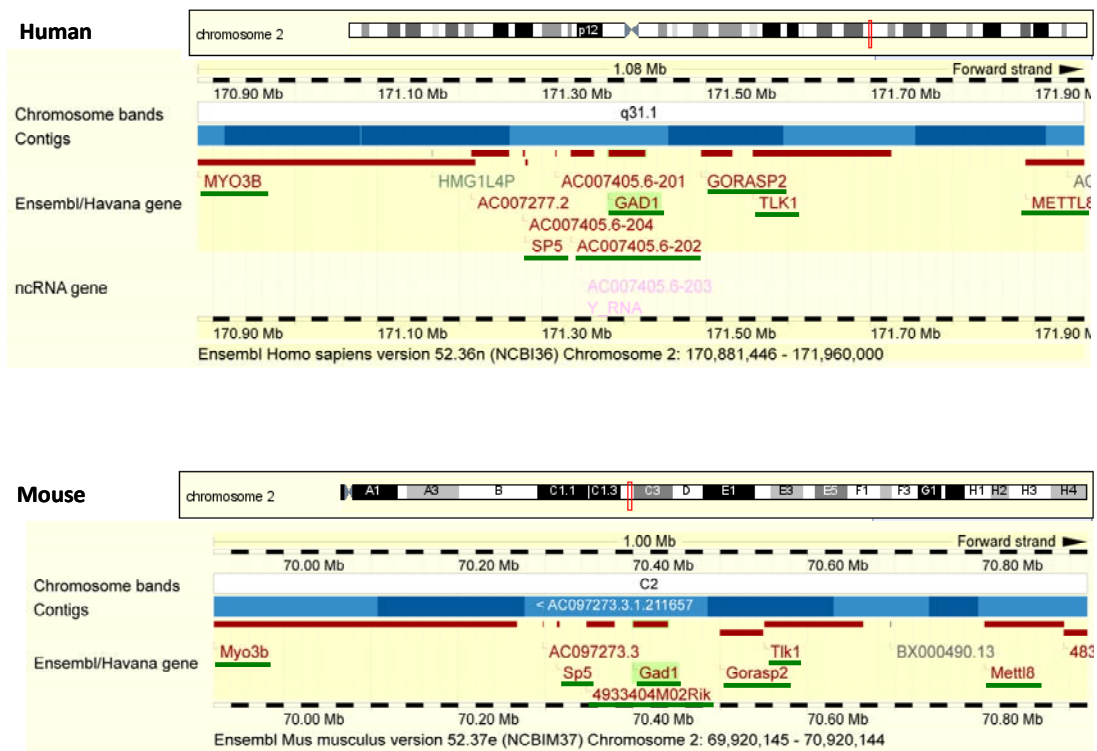 Human
chromosome 2
p12
1.08 Mb Forward strand
170.90 Mb 171.10 Mb 171.30 Mb 171.50 Mb 171.70 Mb 171.90 M
Chromosome bands q31.1
Contigs
MYO3B HMG1L4P AC007405.6-201 GORASP2 AC
Ensembl/Havana gene AC007277.2 GAD1 TLK1 METTL8
AC007405.6-204
SP5 AC007405.6-202
ncRNA gene AC007405.6-203
Y_RNA
170.90 Mb 171.10 Mb 171.30 Mb 171.50 Mb 171.70 Mb 171.90 M
Ensembl Homo sapiens version 52.36n (NCBI36) Chromosome 2: 170,881,446 - 171,960,000
Mouse
chromosome 2
A1 A3 B C1.1 C1.3 C3 D E1 E3 E5 F1 F3 G1 H1 H2 H3 H4
1.00 Mb Forward strand
70.00 Mb 70.20 Mb 70.40 Mb 70.60 Mb 70.80 Mb
Chromosome bands C2
Contigs < AC097273.3.1.211657
Myo3b AC097273.3 Tlk1 BX000490.13 483
Ensembl/Havana gene Sp5 Gad1 Gorasp2 Mettl8
4933404M02Rik
70.00 Mb 70.20 Mb 70.40 Mb 70.60 Mb 70.80 Mb
Ensembl Mus musculus version 52.37e (NCBIM37) Chromosome 2: 69,920,145 - 70,920,144